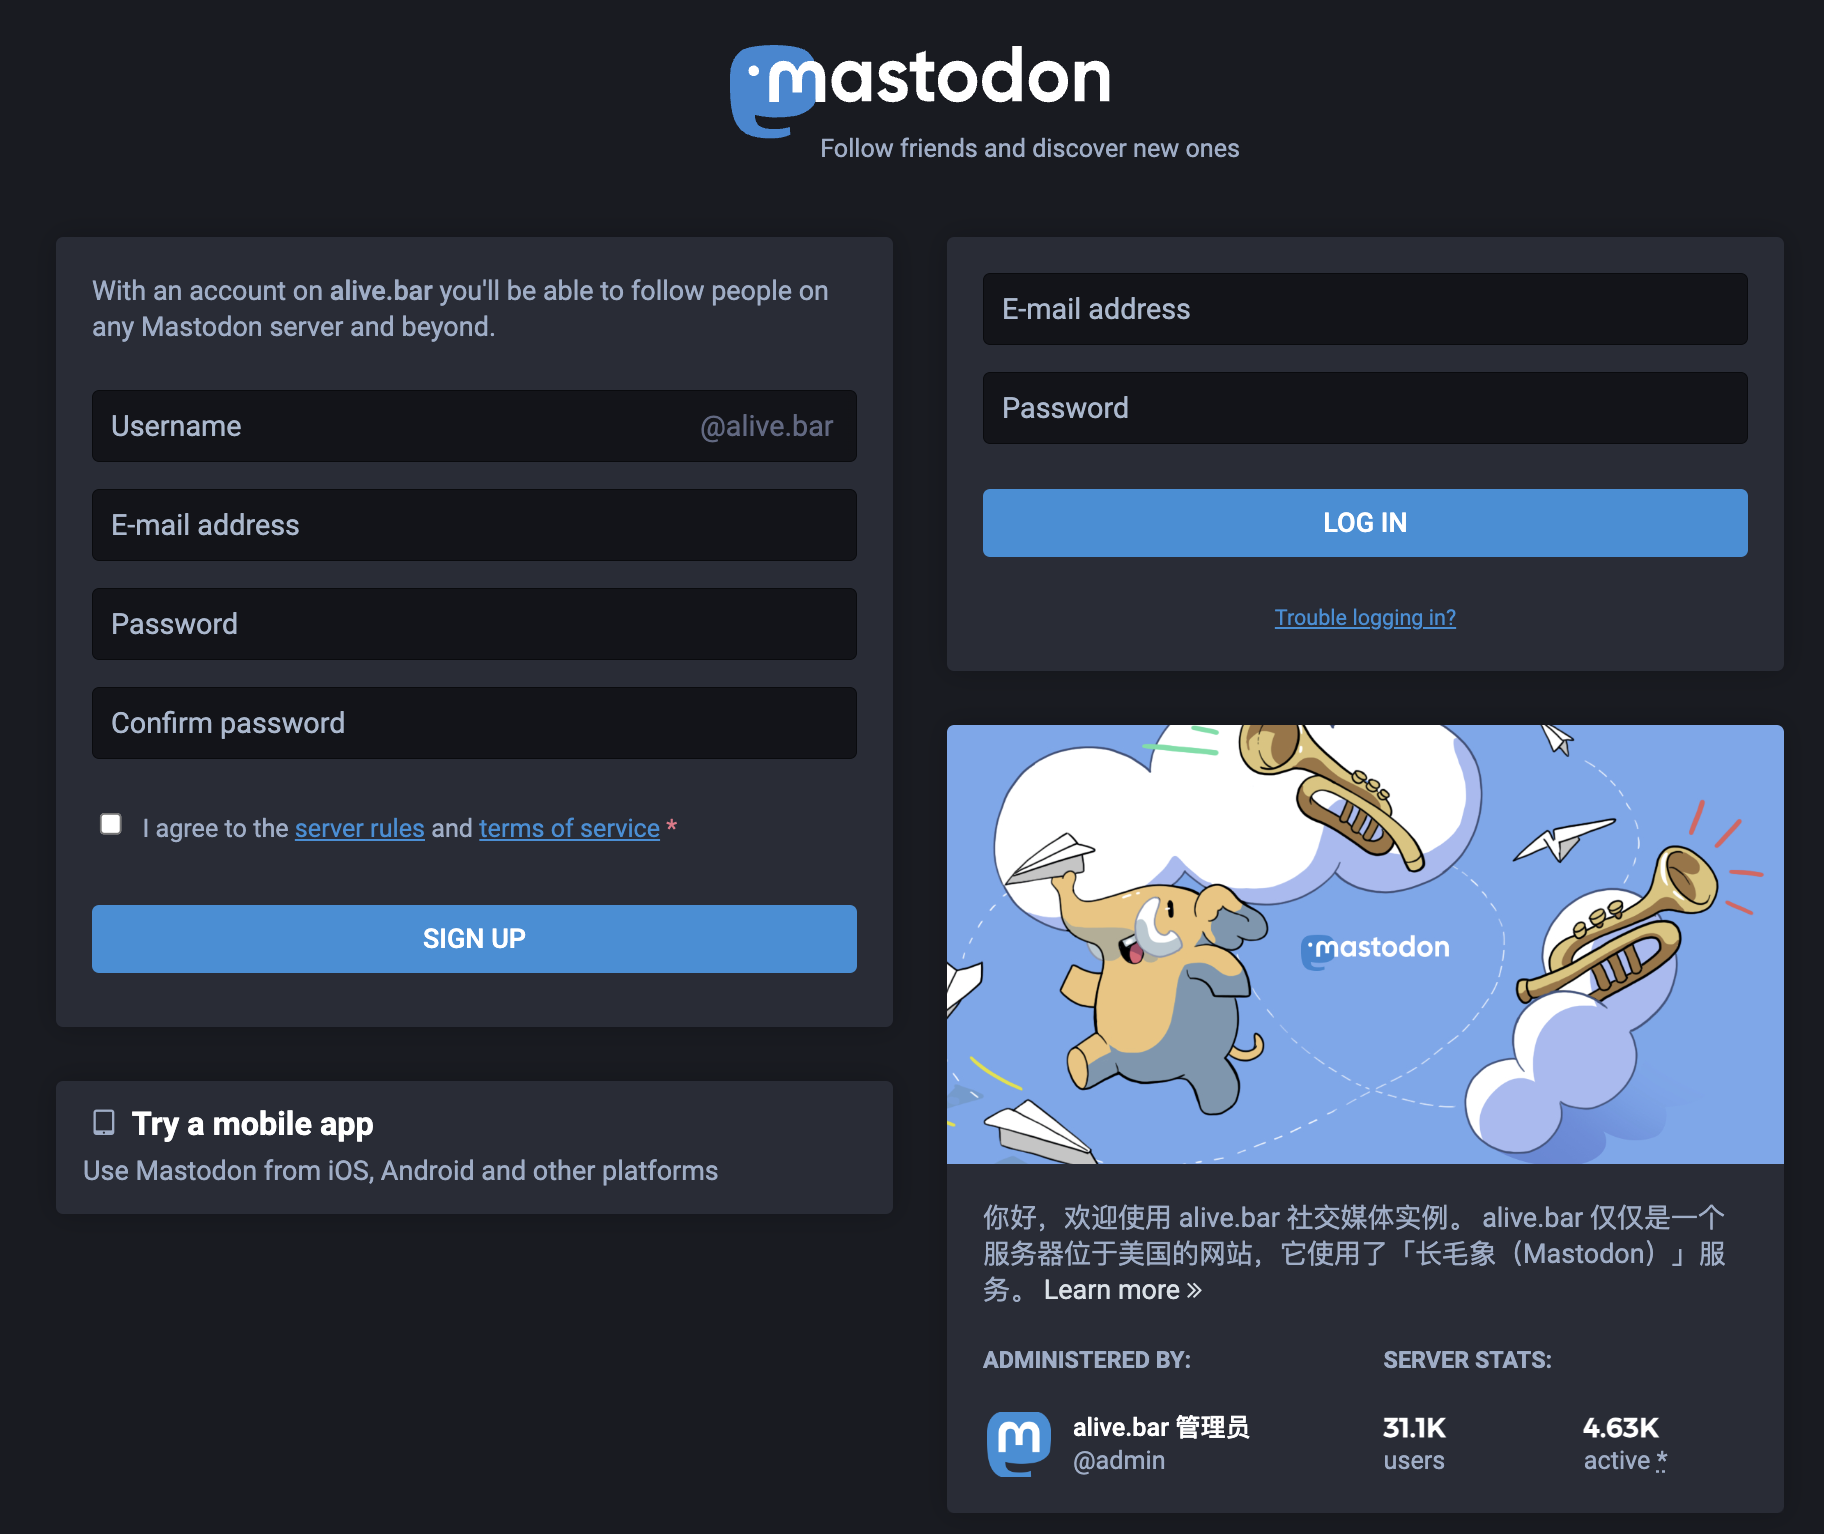 mastodon
Follow friends and discover new ones
With an account on alive.bar you'll be able to follow people on
any Mastodon server and beyond.
Username @alive.bar
E-mail address
Password
Confirm password
I agree to the server rules and terms of service *
SIGN UP
Try a mobile app
Use Mastodon from iOS, Android and other platforms
E-mail address
Password
LOG IN
Trouble logging in?
mastodon
你好，欢迎使用 alive.bar 社交媒体实例。 alive.bar 仅仅是一个
服务器位于美国的网站，它使用了「长毛象（Mastodon）」服
务。 Learn more »
ADMINISTERED BY:
alive.bar 管理员
@admin
SERVER STATS:
31.1K
users
4.63K
active *